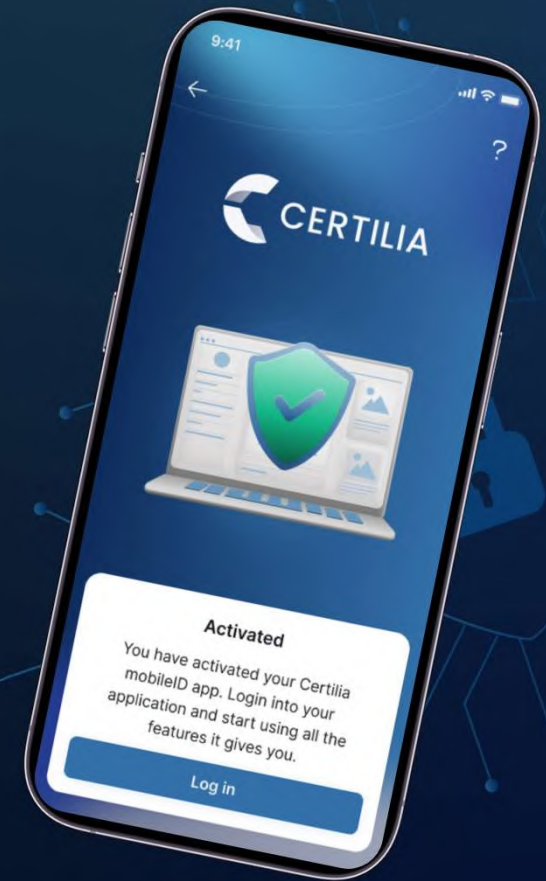 9:41
?
CERTILIA
Activated
You have activated your Certilia
mobileID app. Login into your
application and start using all the
features it gives you.
Log in